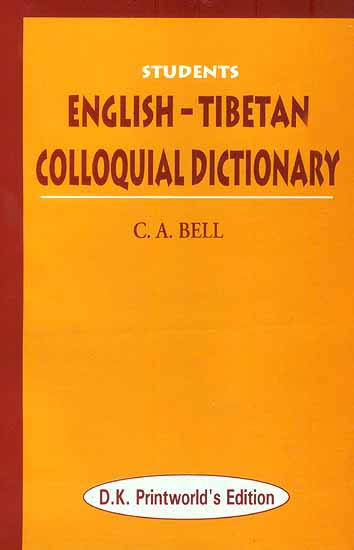 STUDENTS
ENGLISH – TIBETAN
COLLOQUIAL DICTIONARY
C. A. BELL
D.K. Printworld's Edition